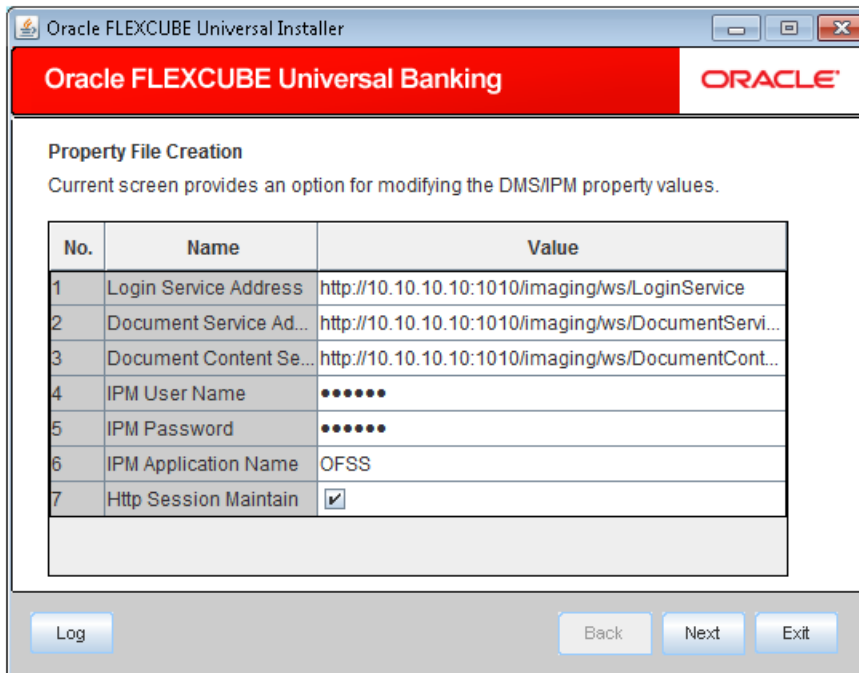 Oracle FLEXCUBE Universal Installer
Oracle FLEXCUBE Universal Banking
ORACLE
Property File Creation
Current screen provides an option for modifying the DMS/IPM property values.
No. Name Value
1 Login Service Address http://10.10.10.10:1010/imaging/ws/LoginService
2 Document Service Ad... http://10.10.10.10:1010/imaging/ws/DocumentServi...
3 Document Content Se... http://10.10.10.10:1010/imaging/ws/DocumentCont...
4 IPM User Name ••••••
5 IPM Password ••••••
6 IPM Application Name OFSS
7 Http Session Maintain
Log Back Next Exit